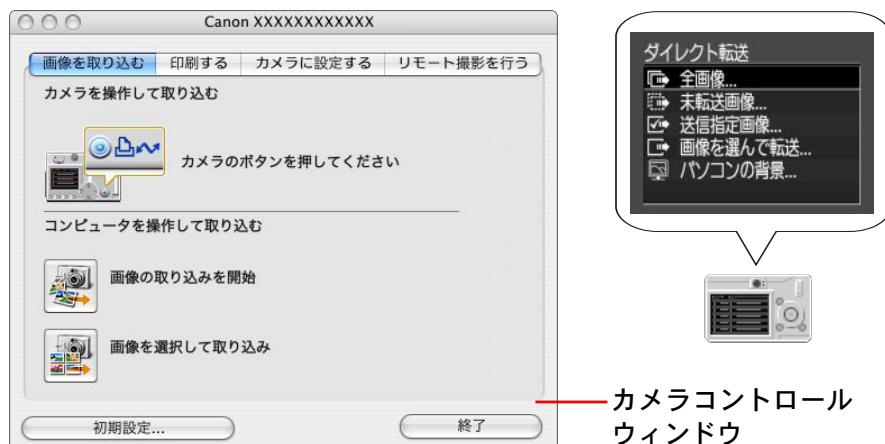 Canon XXXXXXXXXXXX
画像を取り込む 印刷する カメラに設定する リモート撮影を行う
カメラを操作して取り込む
カメラのボタンを押してください
コンピュータを操作して取り込む
画像の取り込みを開始
画像を選択して取り込み
初期設定... 終了
ダイレクト転送
全画像...
未転送画像...
送信指定画像...
画像を選んで転送...
パソコンの背景...
カメラコントロール
ウィンドウ